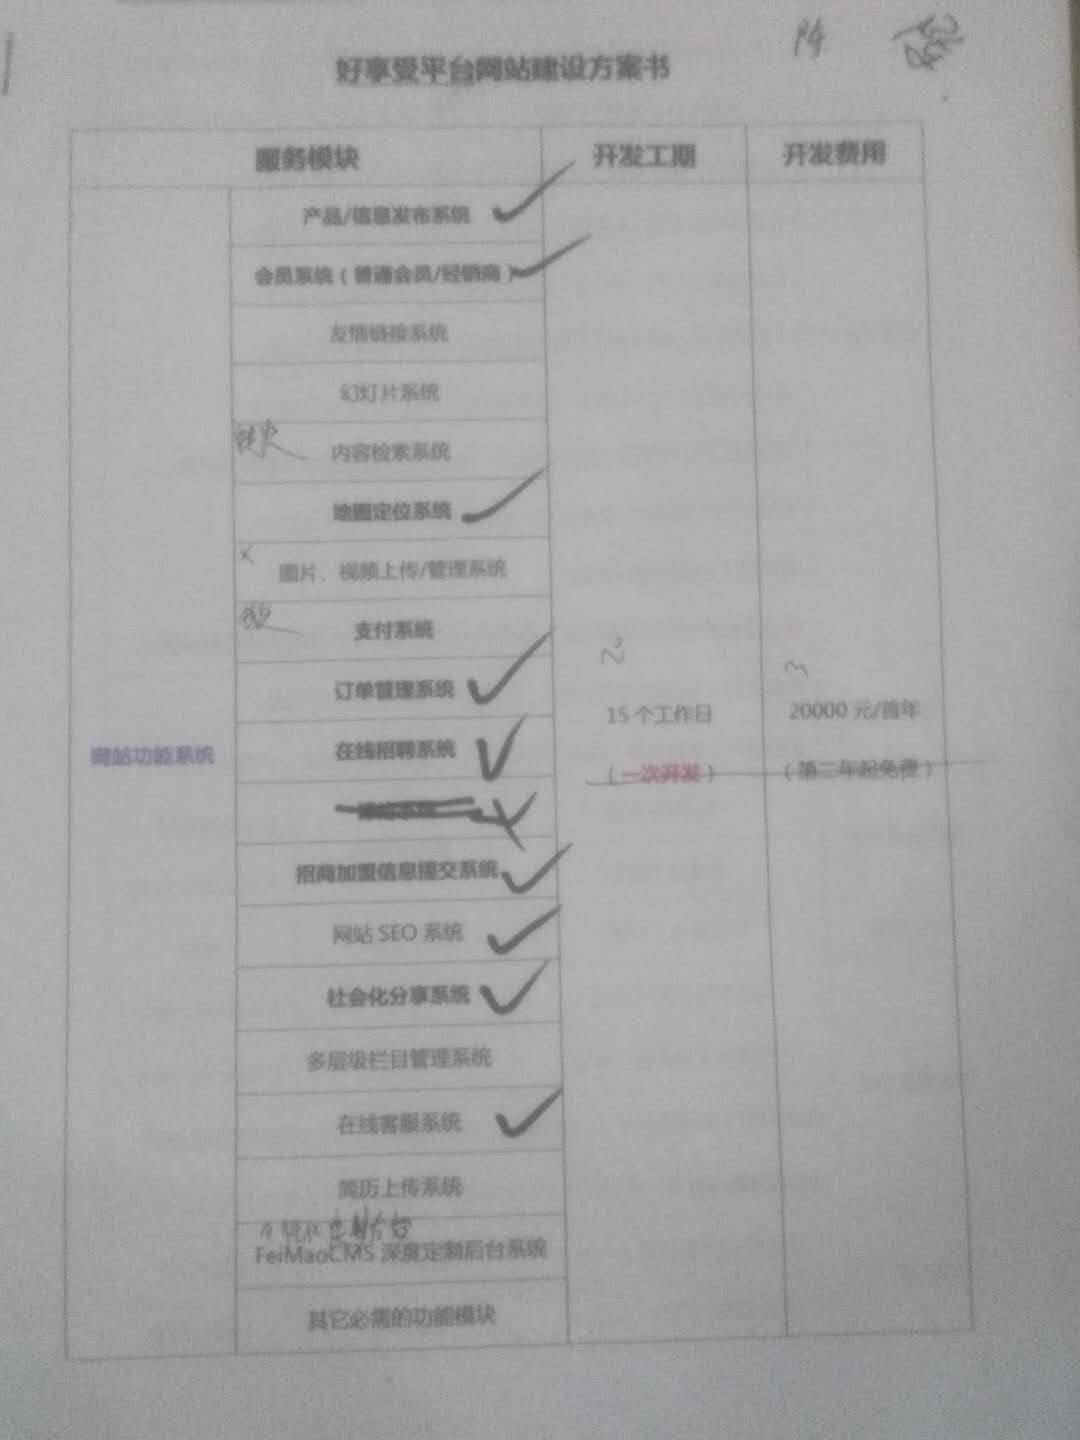 好享受平台网站建设方案书
服务模块 开发工期 开发费用
产品/信息发布系统
会员系统（普通会员/经销商）
友情链接系统
幻灯片系统
内容检索系统
地图定位系统
图片、视频上传/管理系统
支付系统
订单管理系统
20 3
15 个工作日 20000 元/首年
网站功能系统 在线招聘系统
（一次开发） （第二年起免费）
招商加盟信息提交系统
网站 SEO 系统
社会化分享系统
多层级栏目管理系统
在线客服系统
简历上传系统
FeiMaoCMS 深度定制后台系统
其它必需的功能模块